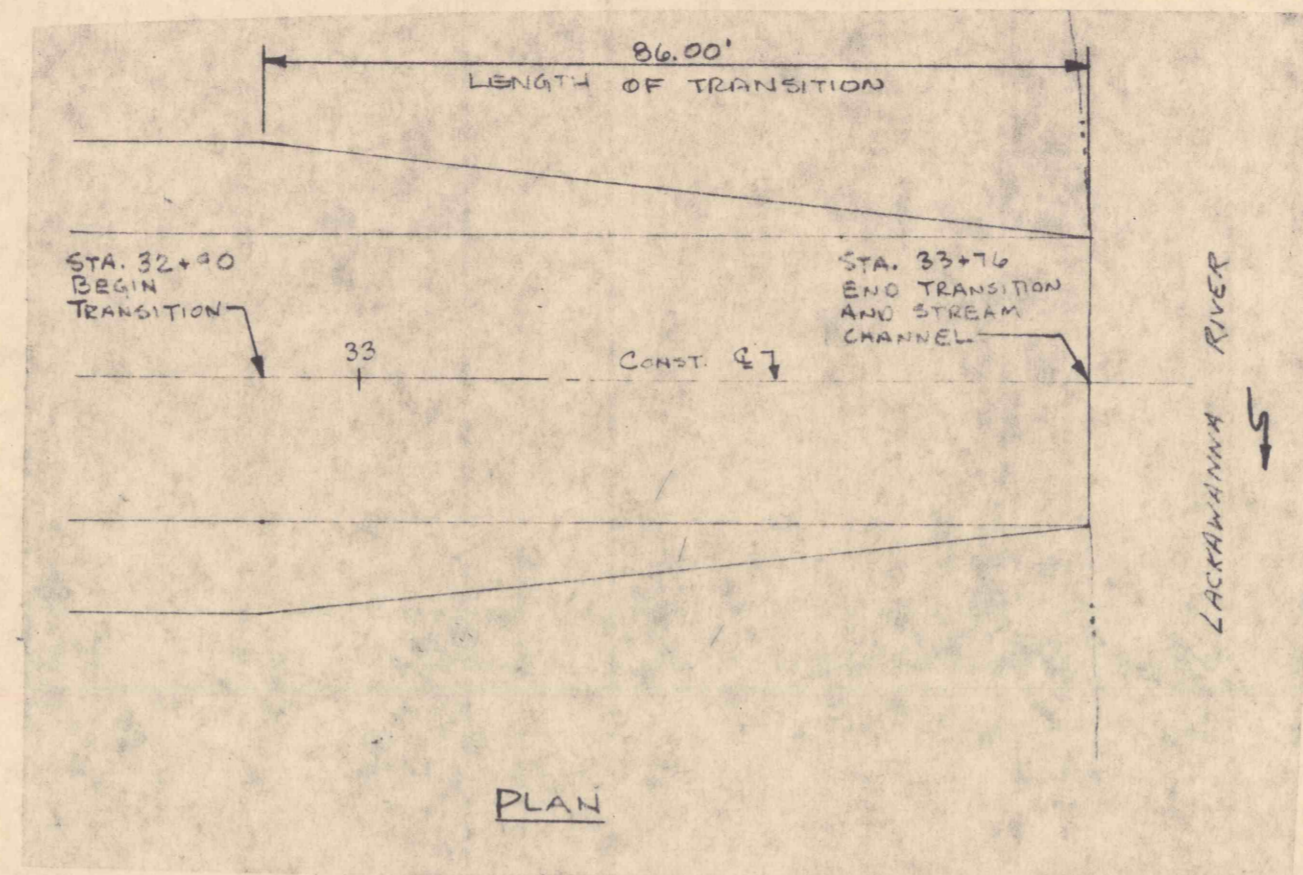 86.00'
LENGTH OF TRANSITION
STA. 32+90
BEGIN
TRANSITION
33
CONST. ℄
STA. 33+76
END TRANSITION
AND STREAM
CHANNEL
LACKAWANNA RIVER
PLAN